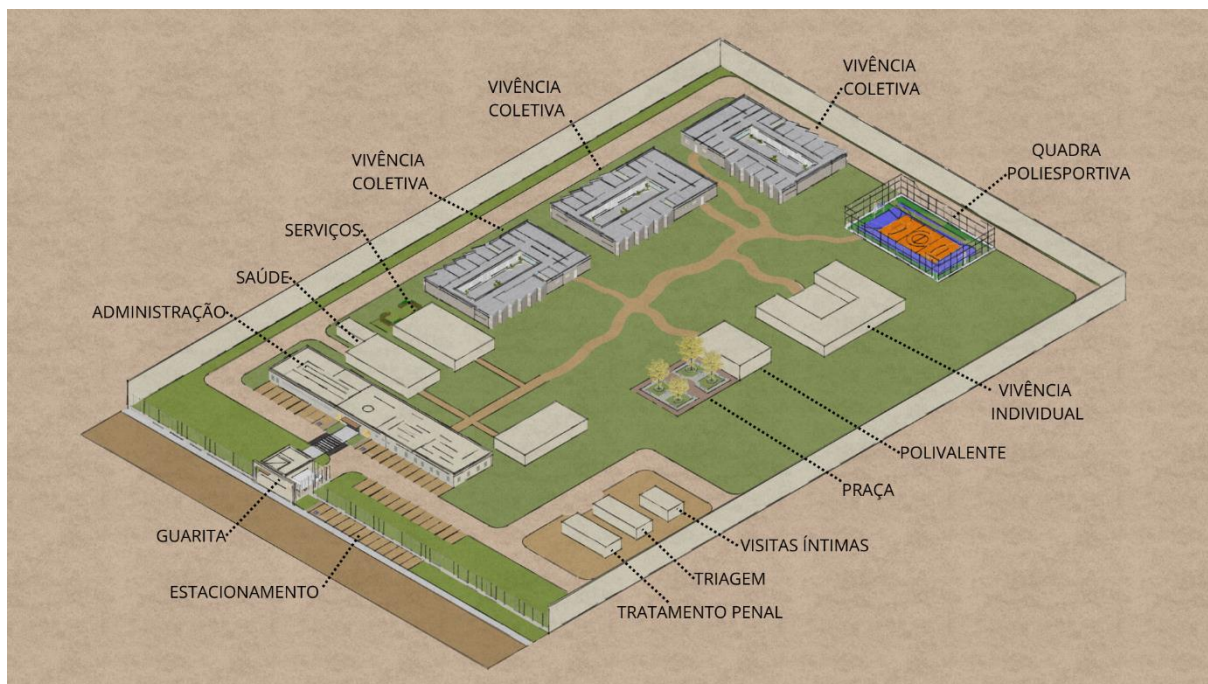 VIVÊNCIA
COLETIVA
VIVÊNCIA
COLETIVA
VIVÊNCIA
COLETIVA
QUADRA
POLIESPORTIVA
SERVIÇOS
SAÚDE
ADMINISTRAÇÃO
VIVÊNCIA
INDIVIDUAL
POLIVALENTE
PRAÇA
GUARITA
VISITAS ÍNTIMAS
TRIAGEM
ESTACIONAMENTO
TRATAMENTO PENAL